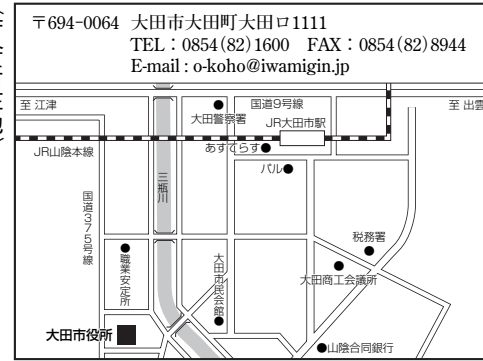 〒694-0064 大田市大田町大田ロ1111
TEL：0854(82)1600 FAX：0854(82)8944
E-mail : o-koho@iwamigin.jp
至 江津
国道9号線
至 出雲
大田警察署
JR大田市駅
あすてらす
JR山陰本線
パル
三瓶川
国道375号線
税務署
職業安定所
大田市民会館
大田商工会議所
大田市役所
山陰合同銀行